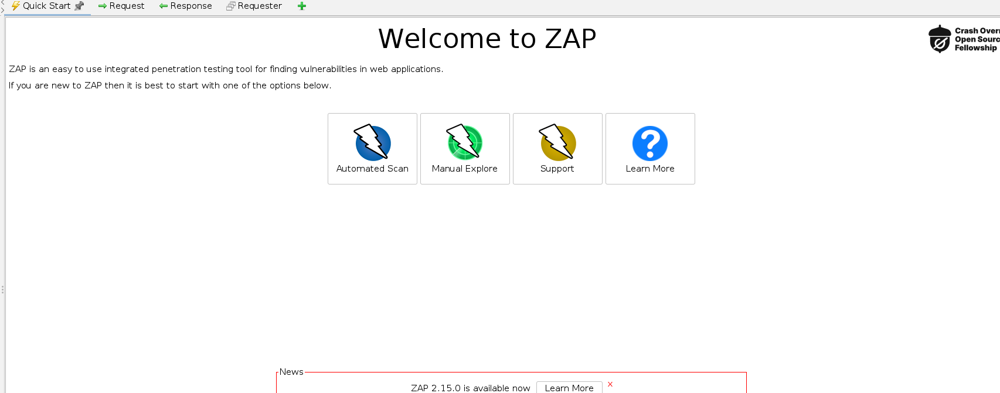 Quick Start Request Response Requester
Welcome to ZAP
Crash Over
Open Sourc
Fellowship
ZAP is an easy to use integrated penetration testing tool for finding vulnerabilities in web applications.
If you are new to ZAP then it is best to start with one of the options below.
Automated Scan Manual Explore Support Learn More
News
ZAP 2.15.0 is available now Learn More X